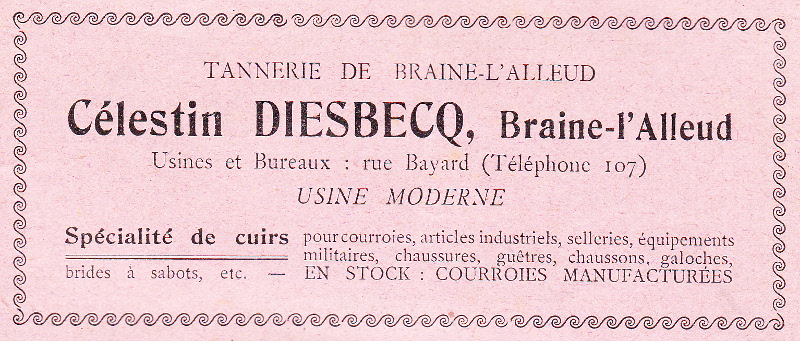 TANNERIE DE BRAINE-L'ALLEUD
Célestin DIESBECQ, Braine-l'Alleud
Usines et Bureaux : rue Bayard (Téléphone 107)
USINE MODERNE
Spécialité de cuirs pour courroies, articles industriels, selleries, équipements
militaires, chaussures, guêtres, chaussons, galoches,
brides à sabots, etc. — EN STOCK : COURROIES MANUFACTURÉES